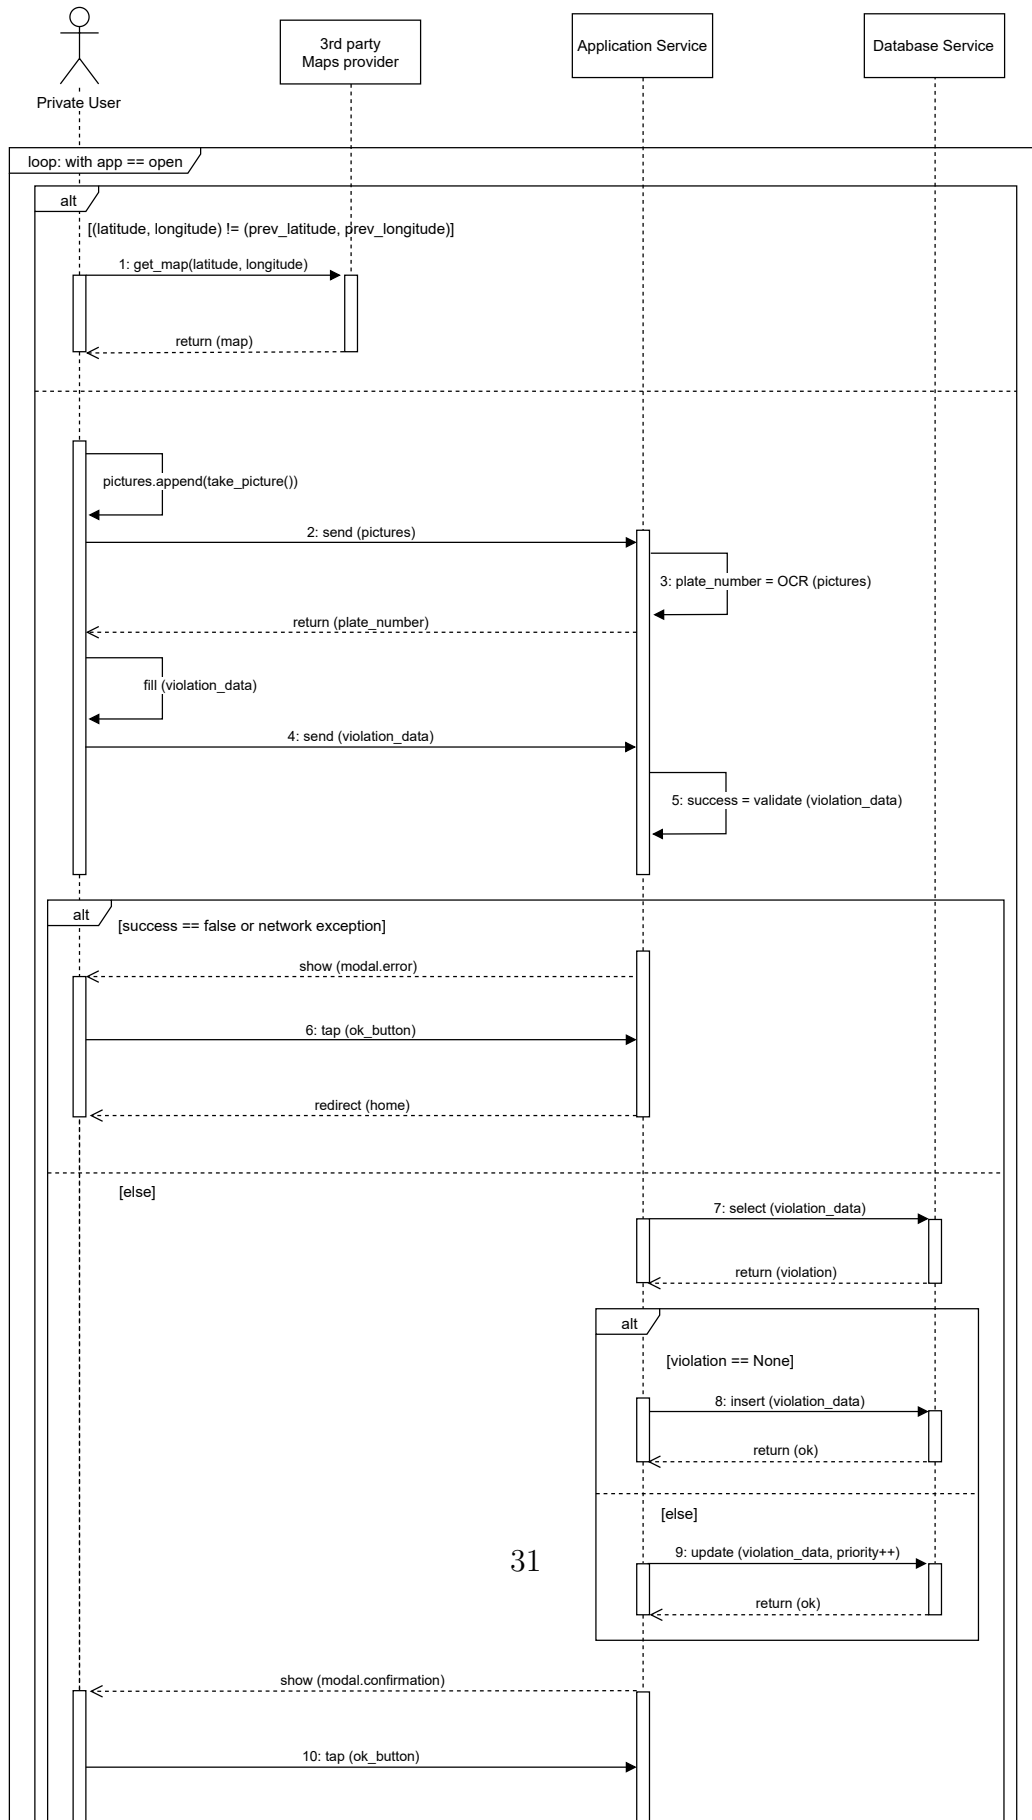 3rd party
Maps provider
Application Service
Database Service
Private User
loop: with app == open
alt
[(latitude, longitude) != (prev_latitude, prev_longitude)]
1: get_map(latitude, longitude)
return (map)
pictures.append(take_picture())
2: send (pictures)
3: plate_number = OCR (pictures)
return (plate_number)
fill (violation_data)
4: send (violation_data)
5: success = validate (violation_data)
alt
[success == false or network exception]
show (modal.error)
6: tap (ok_button)
redirect (home)
[else]
7: select (violation_data)
return (violation)
alt
[violation == None]
8: insert (violation_data)
return (ok)
[else]
9: update (violation_data, priority++)
31
return (ok)
show (modal.confirmation)
10: tap (ok_button)